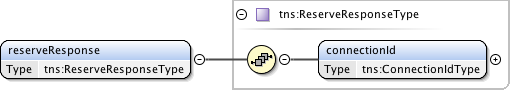 tns:ReserveResponseType
reserveResponse
Type tns:ReserveResponseType
connectionId
Type tns:ConnectionIdType